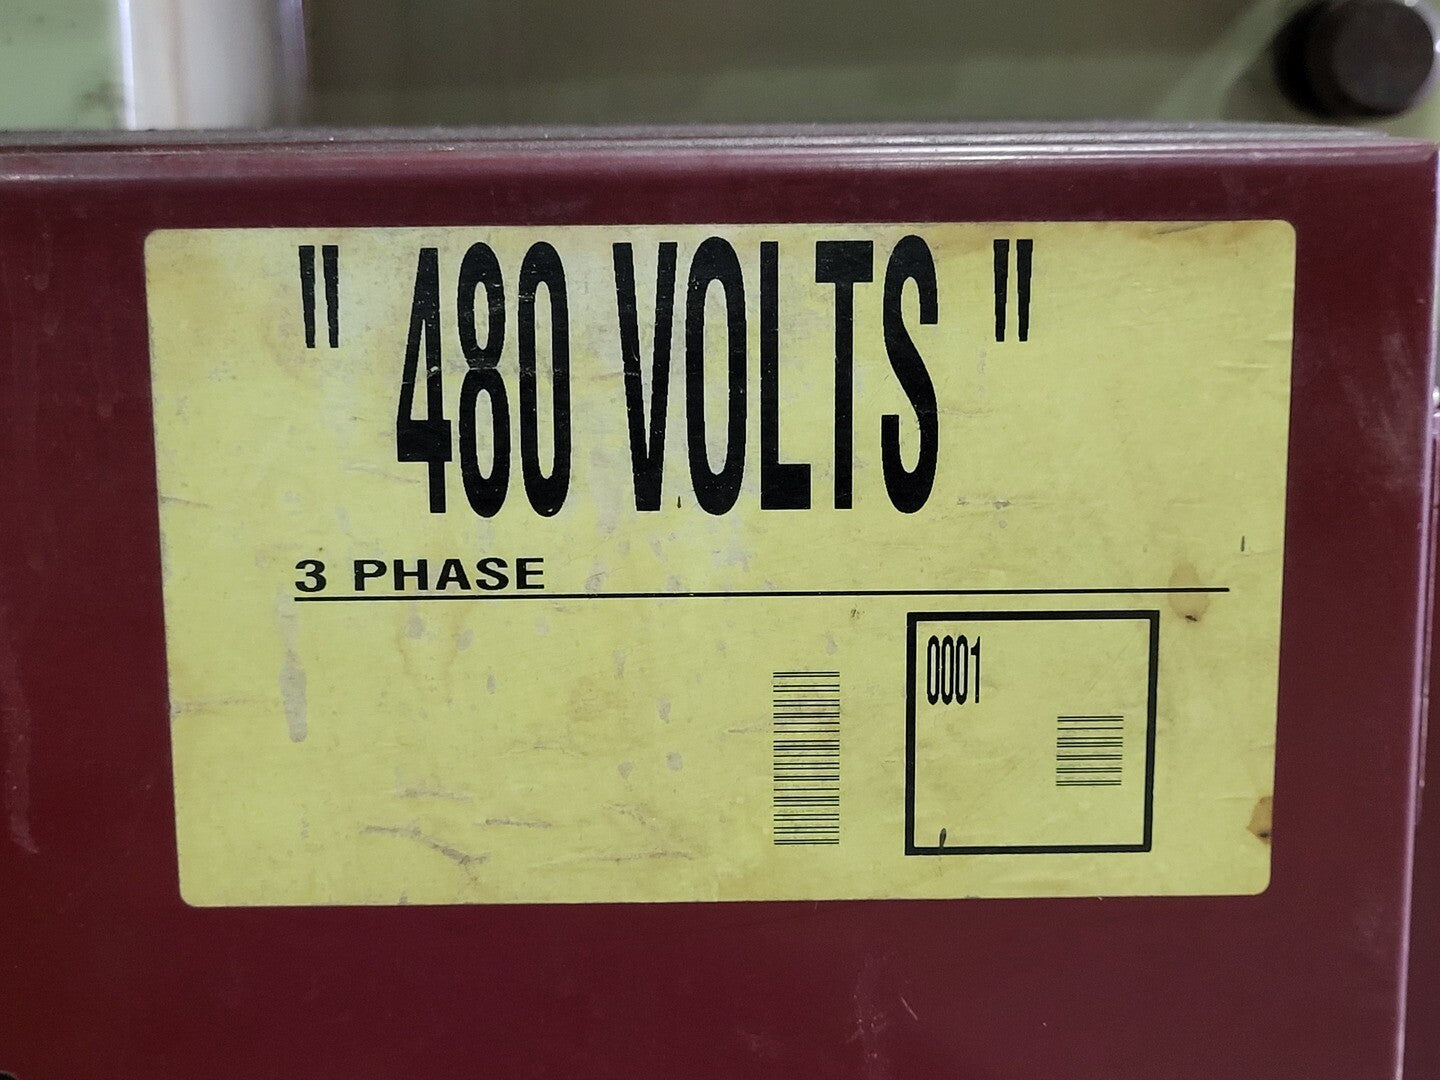 " 480 VOLTS "
3 PHASE
0001